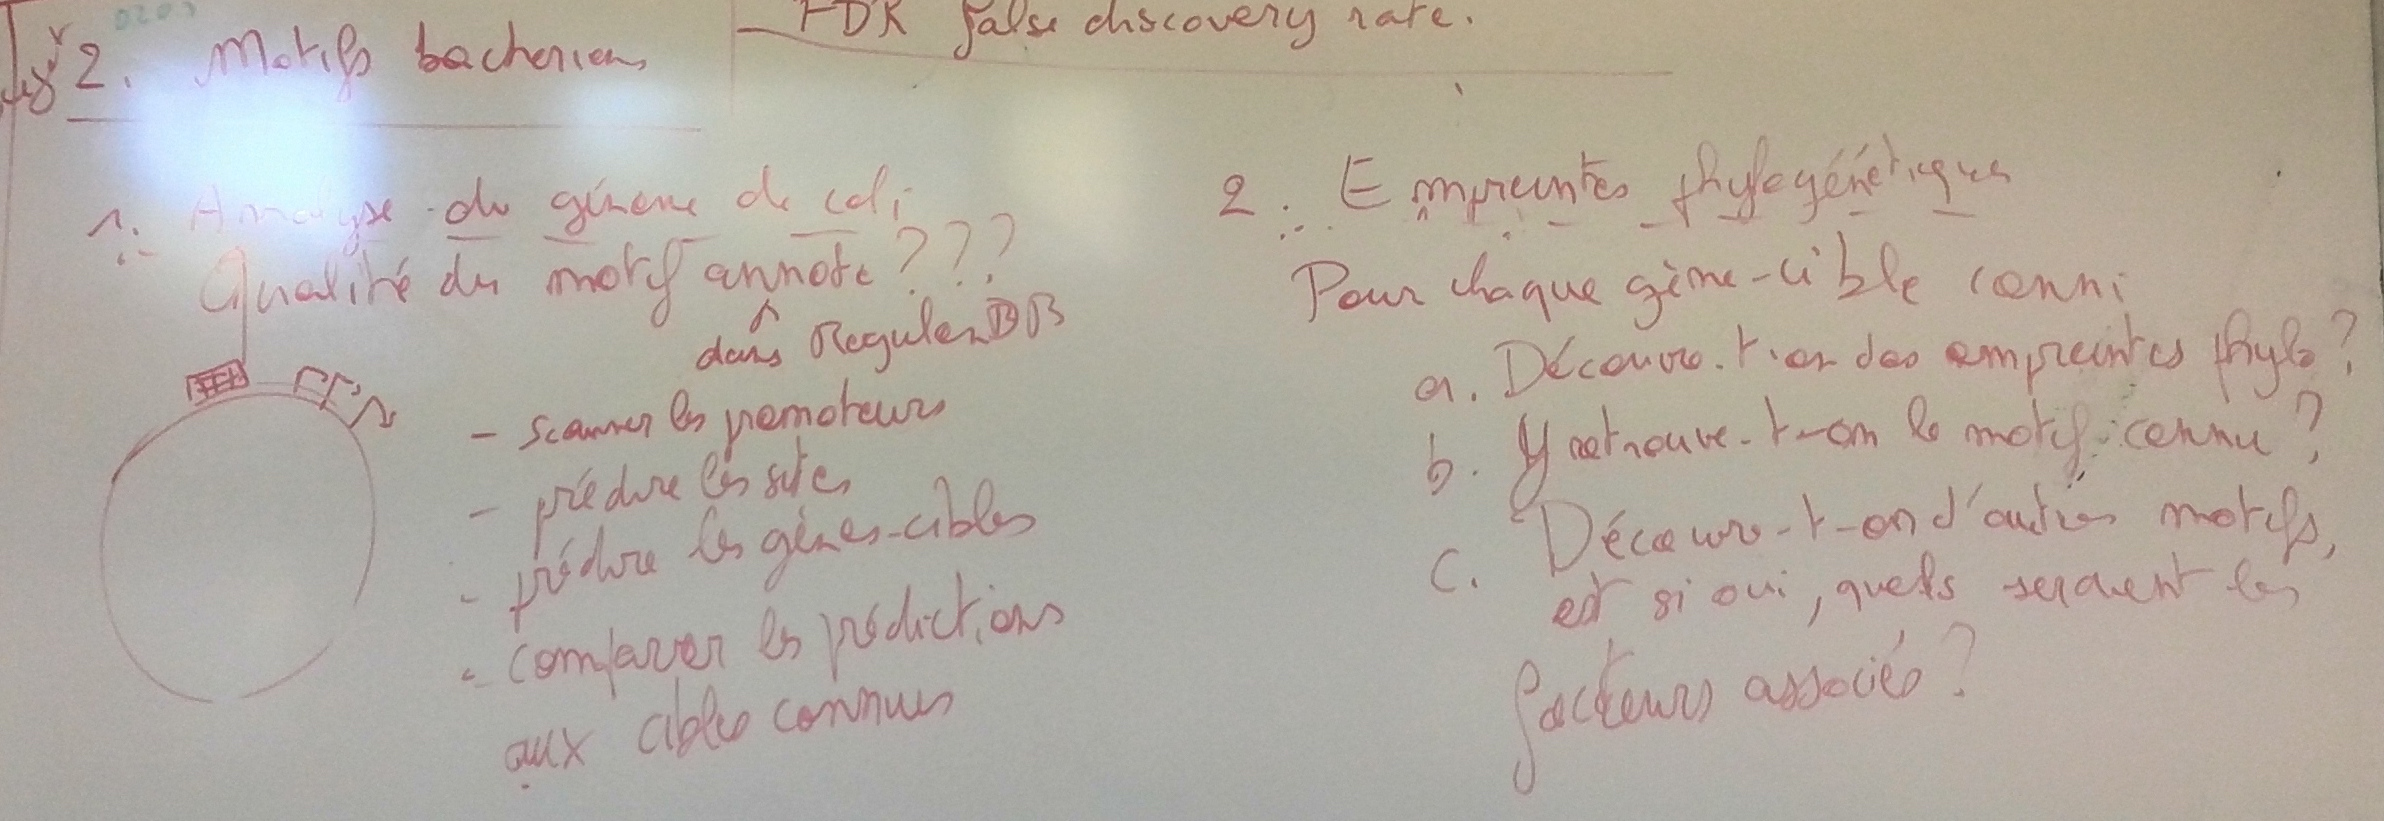 2. Motifs bacteriens
- FDR false discovery rate.
1. Analyse du génome de coli
Qualité du motif annoté ???
dans RegulonDB
- scanner les promoteurs
- prédire les sites
- prédire les gènes-cibles
- comparer les prédictions
aux cibles connues
2. Empreintes phylogénétiques
Pour chaque gène-cible connu
a. Découvre-t-on des empreintes phylo?
b. Y retrouve-t-on le motif connu?
c. Découvre-t-on d'autres motifs,
et si oui, quels seraient les
facteurs associés?